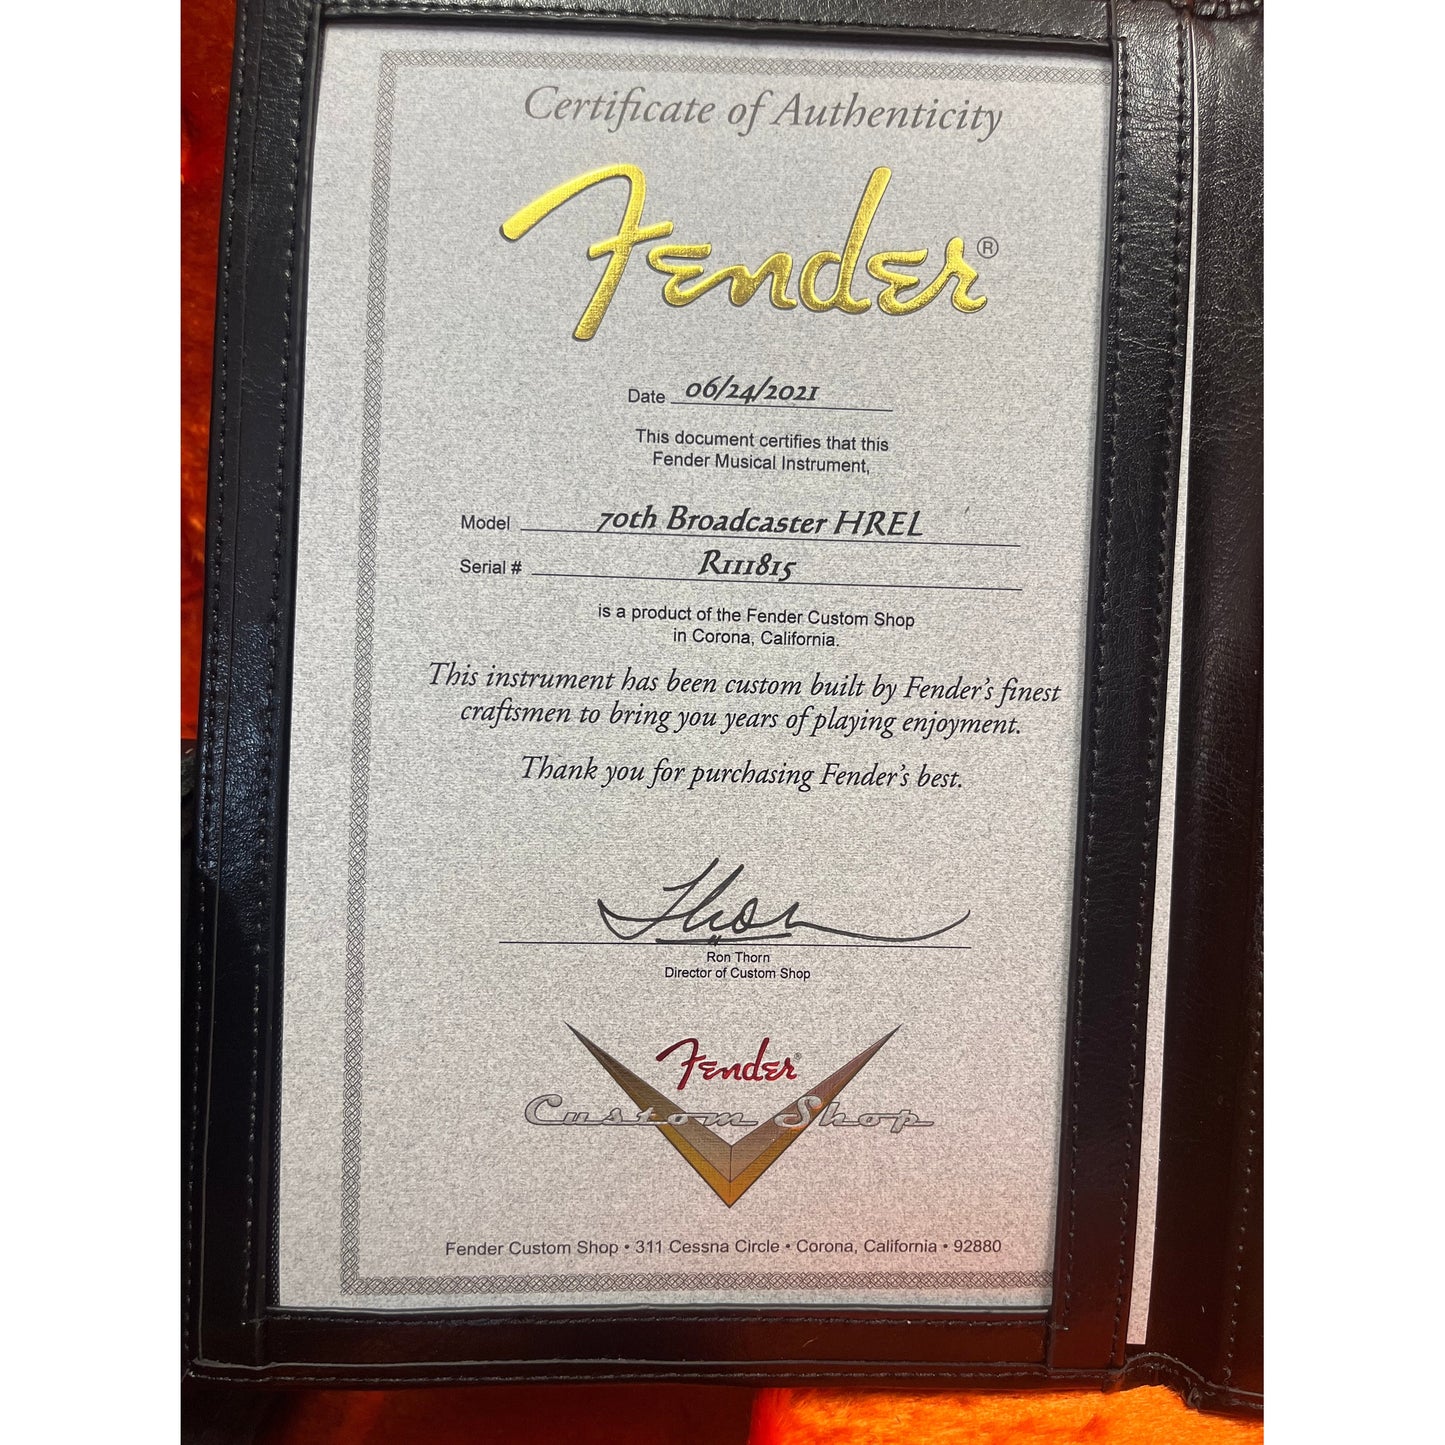 Certificate of Authenticity
Fender®
Date 06/24/2021
This document certifies that this
Fender Musical Instrument,
Model 70th Broadcaster HREL
Serial # R111815
is a product of the Fender Custom Shop
in Corona, California.
This instrument has been custom built by Fender's finest
craftsmen to bring you years of playing enjoyment.
Thank you for purchasing Fender's best.
Thorn
Ron Thorn
Director of Custom Shop
Fender®
Custom Shop
Fender Custom Shop • 311 Cessna Circle • Corona, California • 92880